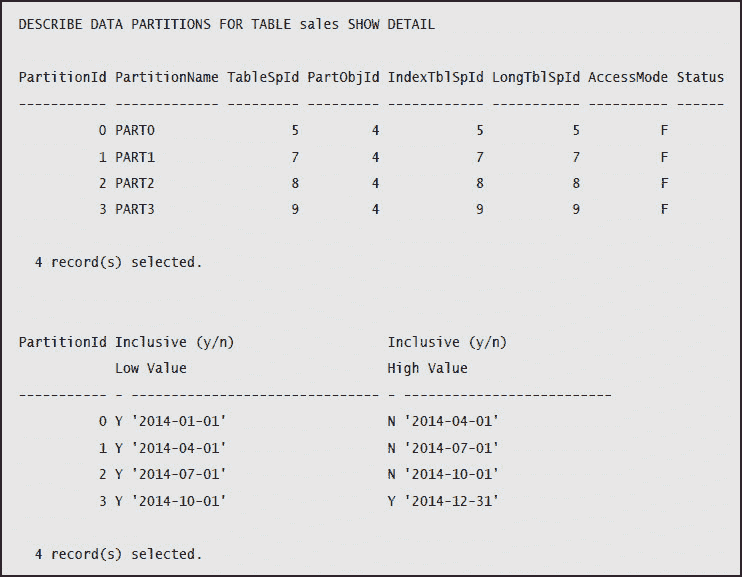 DESCRIBE DATA PARTITIONS FOR TABLE sales SHOW DETAIL
PartitionId PartitionName TableSpId PartObjId IndexTblSpId LongTblSpId AccessMode Status
----------- ------------- --------- --------- ------------ ----------- ---------- ------
0 PART0 5 4 5 5 F
1 PART1 7 4 7 7 F
2 PART2 8 4 8 8 F
3 PART3 9 4 9 9 F
4 record(s) selected.
PartitionId Inclusive (y/n) Inclusive (y/n)
Low Value High Value
----------- - ------------------------------- - --------------------------
0 Y '2014-01-01' N '2014-04-01'
1 Y '2014-04-01' N '2014-07-01'
2 Y '2014-07-01' N '2014-10-01'
3 Y '2014-10-01' Y '2014-12-31'
4 record(s) selected.